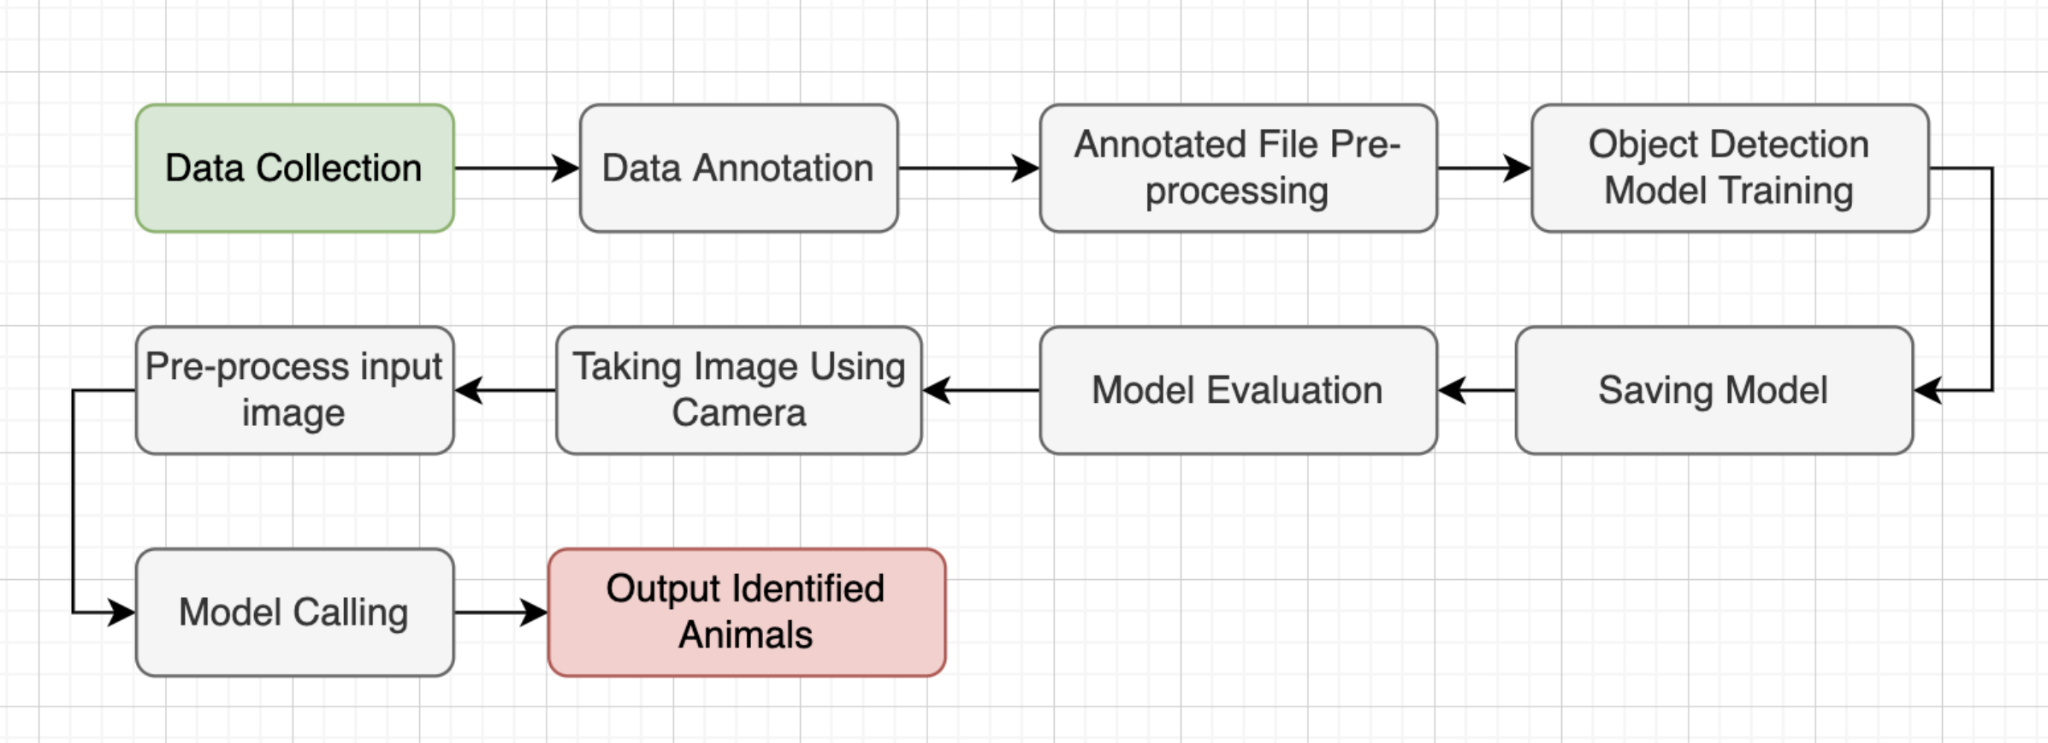 Data Collection
Data Annotation
Annotated File Pre-
processing
Object Detection
Model Training
Pre-process input
image
Taking Image Using
Camera
Model Evaluation
Saving Model
Model Calling
Output Identified
Animals